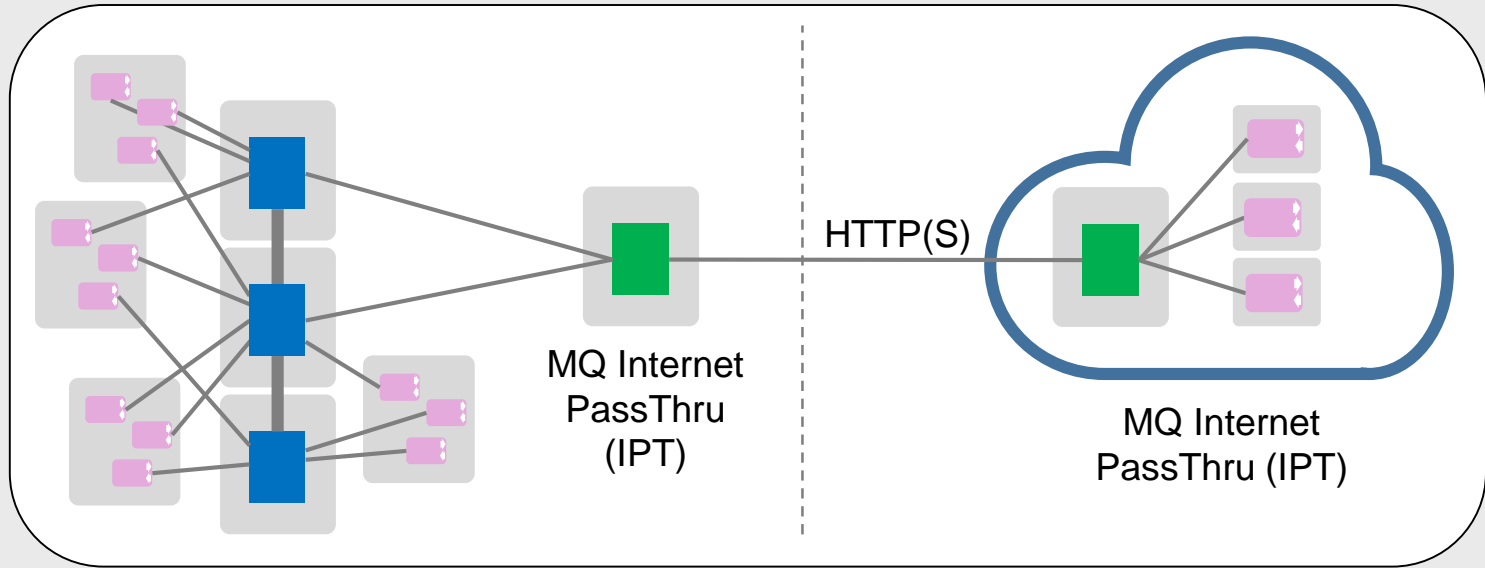 HTTP(S)
MQ Internet
PassThru
(IPT)
MQ Internet
PassThru (IPT)